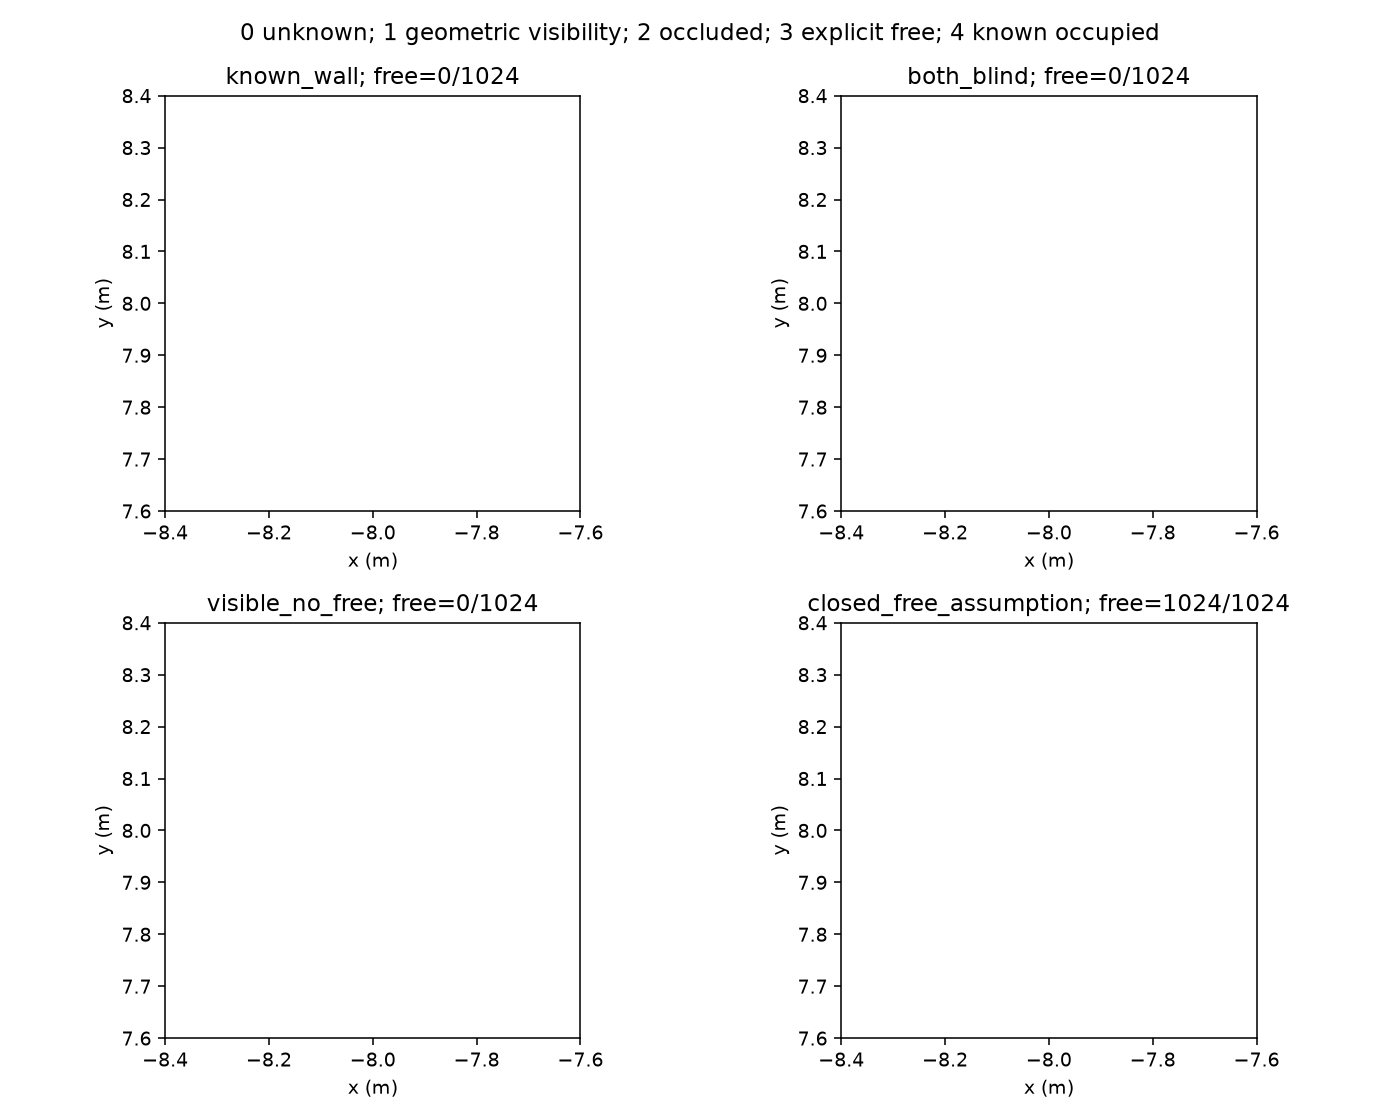 0 unknown; 1 geometric visibility; 2 occluded; 3 explicit free; 4 known occupied
known_wall; free=0/1024
8.4
8.3
8.2
8.1
8.0
7.9
7.8
7.7
7.6
y (m)
−8.4 −8.2 −8.0 −7.8 −7.6
x (m)
both_blind; free=0/1024
8.4
8.3
8.2
8.1
8.0
7.9
7.8
7.7
7.6
y (m)
−8.4 −8.2 −8.0 −7.8 −7.6
x (m)
visible_no_free; free=0/1024
8.4
8.3
8.2
8.1
8.0
7.9
7.8
7.7
7.6
y (m)
−8.4 −8.2 −8.0 −7.8 −7.6
x (m)
closed_free_assumption; free=1024/1024
8.4
8.3
8.2
8.1
8.0
7.9
7.8
7.7
7.6
y (m)
−8.4 −8.2 −8.0 −7.8 −7.6
x (m)